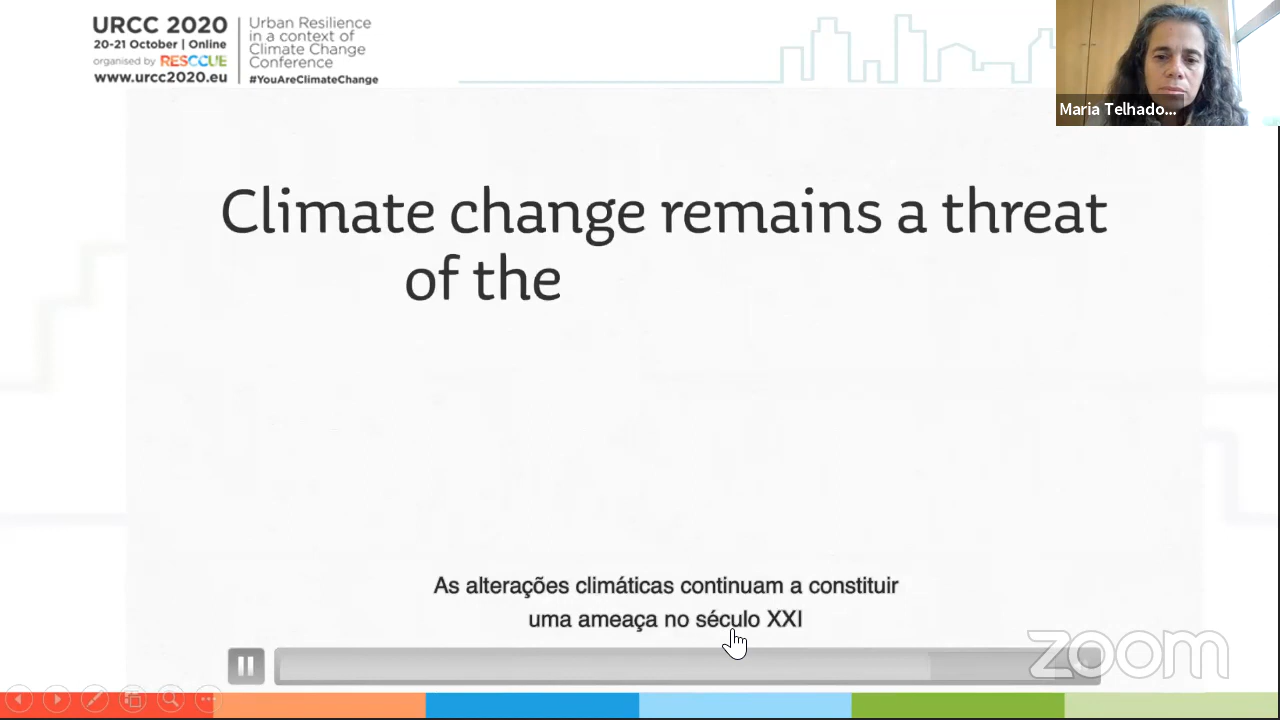 URCC 2020
20-21 October | Online
organised by RESCCUE
www.urcc2020.eu
Urban Resilience
in a context of
Climate Change
Conference
#YouAreClimateChange
Maria Telhado...
Climate change remains a threat
of the
As alterações climáticas continuam a constituir
uma ameaça no século XXI
zoom